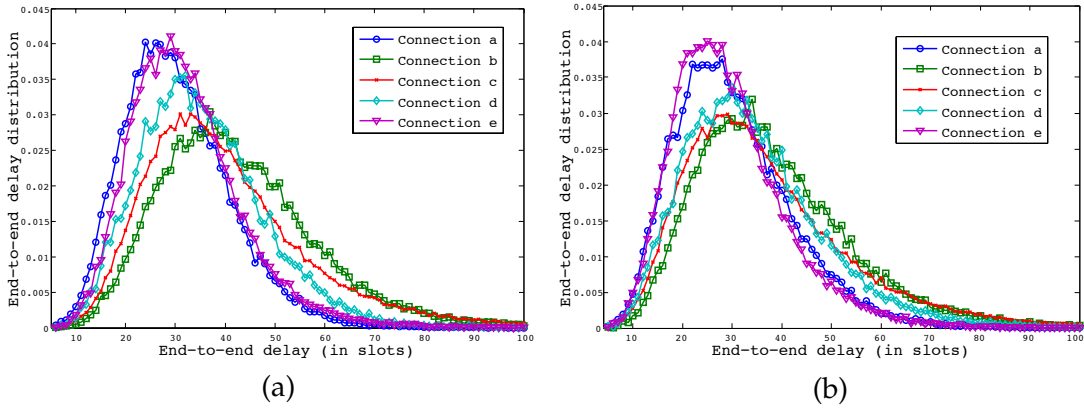 0.045
0.04
0.035
0.03
0.025
0.02
0.015
0.01
0.005
0
10 20 30 40 50 60 70 80 90 100
End-to-end delay distribution
End-to-end delay (in slots)
Connection a
Connection b
Connection c
Connection d
Connection e
(a)
0.045
0.04
0.035
0.03
0.025
0.02
0.015
0.01
0.005
0
10 20 30 40 50 60 70 80 90 100
End-to-end delay distribution
End-to-end delay (in slots)
Connection a
Connection b
Connection c
Connection d
Connection e
(b)